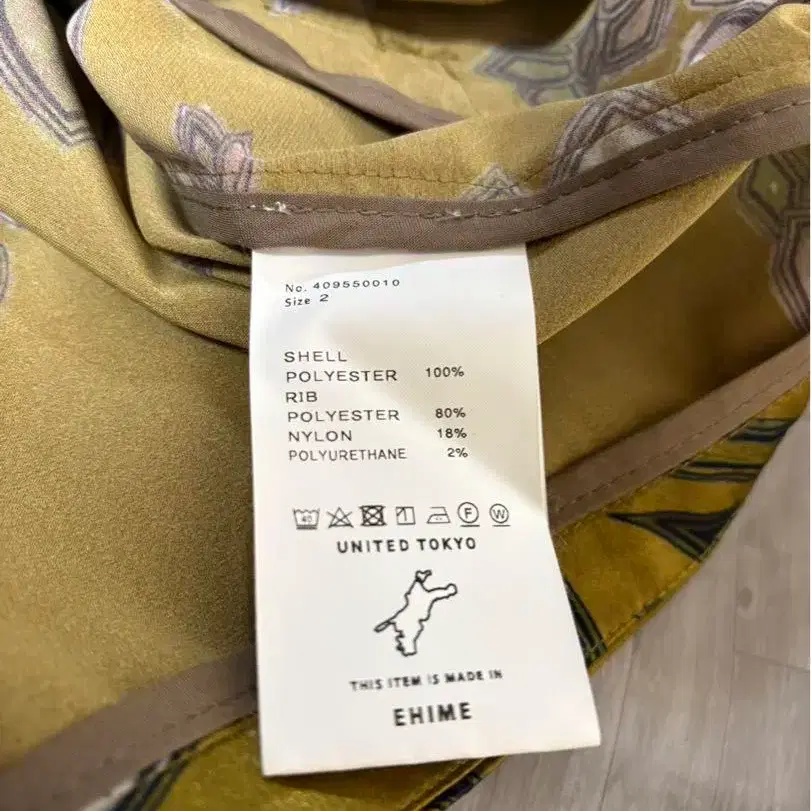 No. 409550010
Size 2
SHELL
POLYESTER 100%
RIB
POLYESTER 80%
NYLON 18%
POLYURETHANE 2%
40 F W
UNITED TOKYO
THIS ITEM IS MADE IN
EHIME